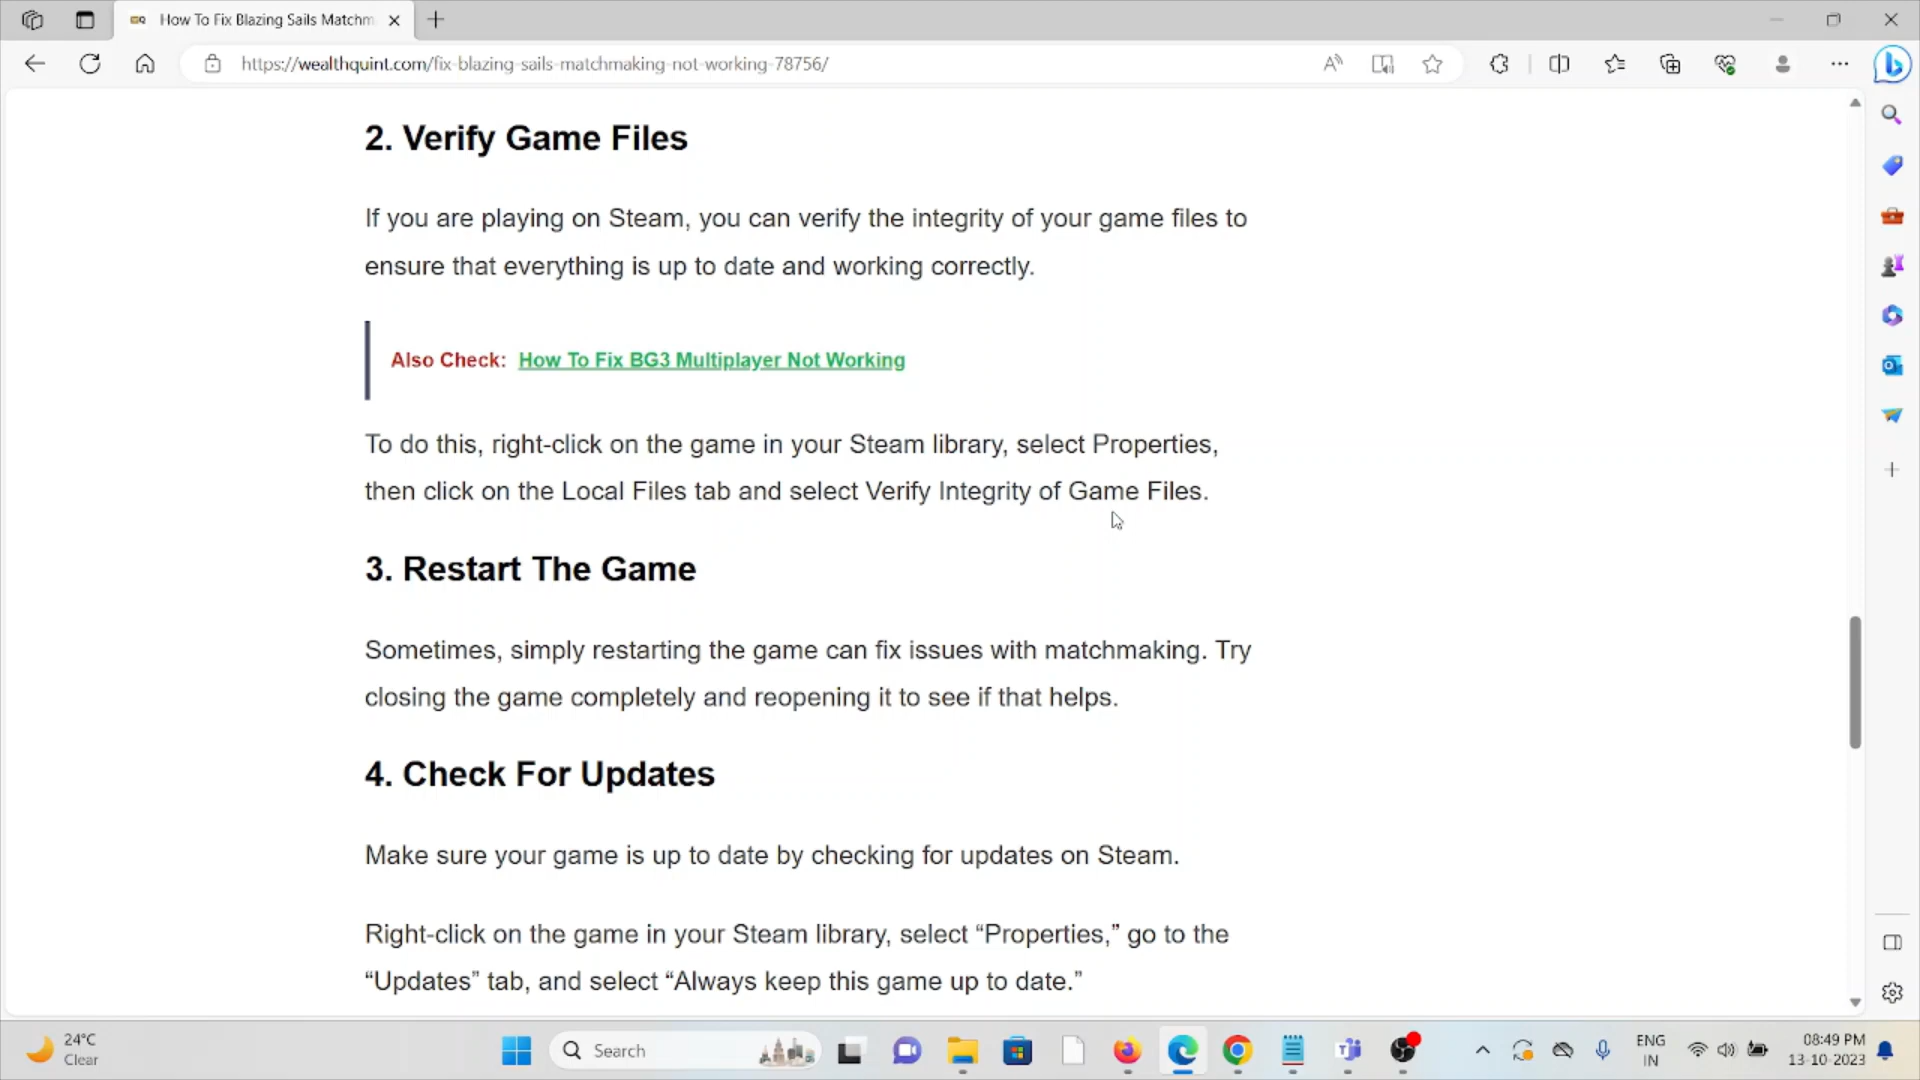 How To Fix Blazing Sails Matchm
https://wealthquint.com/fix-blazing-sails-matchmaking-not-working-78756/
2. Verify Game Files
If you are playing on Steam, you can verify the integrity of your game files to
ensure that everything is up to date and working correctly.
Also Check: How To Fix BG3 Multiplayer Not Working
To do this, right-click on the game in your Steam library, select Properties,
then click on the Local Files tab and select Verify Integrity of Game Files.
3. Restart The Game
Sometimes, simply restarting the game can fix issues with matchmaking. Try
closing the game completely and reopening it to see if that helps.
4. Check For Updates
Make sure your game is up to date by checking for updates on Steam.
Right-click on the game in your Steam library, select “Properties,” go to the
“Updates” tab, and select “Always keep this game up to date.”
24°C
Clear
Search
ENG
IN
08:49 PM
13-10-2023